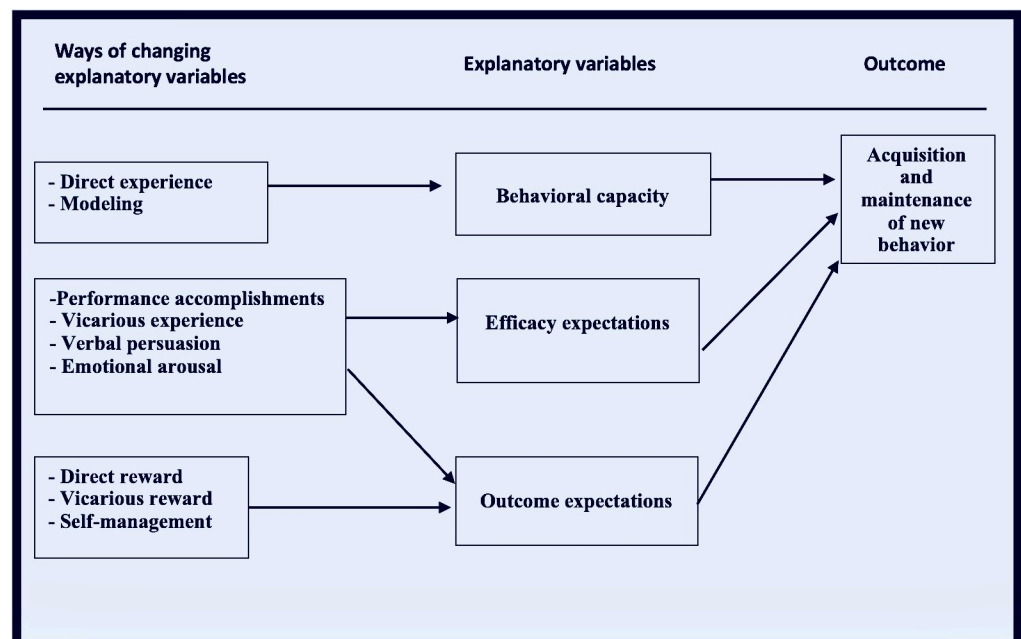 Ways of changing
explanatory variables
Explanatory variables
Outcome
- Direct experience
- Modeling
Behavioral capacity
Acquisition
and
maintenance
of new
behavior
-Performance accomplishments
- Vicarious experience
- Verbal persuasion
- Emotional arousal
Efficacy expectations
- Direct reward
- Vicarious reward
- Self-management
Outcome expectations